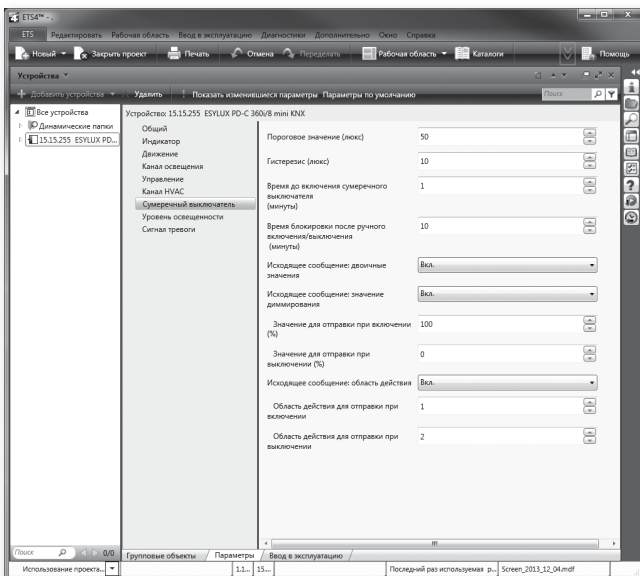 ETS4™ - .
ETS Редактировать Рабочая область Ввод в эксплуатацию Диагностики Дополнительно Окно Справка
Новый Закрыть проект Печать Отмена Переделать Рабочая область Каталоги Помощь
Устройства
Добавить устройства Удалить Показать изменившиеся параметры Параметры по умолчанию Поиск
Все устройства
Динамические папки
15.15.255 ESYLUX PD...
Устройство: 15.15.255 ESYLUX PD-C 360i/8 mini KNX
Общий
Индикатор
Движение
Канал освещения
Управление
Канал HVAC
Сумеречный выключатель
Уровень освещенности
Сигнал тревоги
Пороговое значение (люкс) 50
Гистерезис (люкс) 10
Время до включения сумеречного 1
выключателя
(минуты)
Время блокировки после ручного 10
включения/выключения
(минуты)
Исходящее сообщение: двоичные Вкл.
значения
Исходящее сообщение: значение Вкл.
диммирования
Значение для отправки при включении 100
(%)
Значение для отправки при 0
выключении (%)
Исходящее сообщение: область действия Вкл.
Область действия для отправки при 1
включении
Область действия для отправки при 2
выключении
Поиск 0/0
Групповые объекты Параметры Ввод в эксплуатацию
Использование проекта... 1.1... 15.... Последний раз используемая р... Screen_2013_12_04.mdf